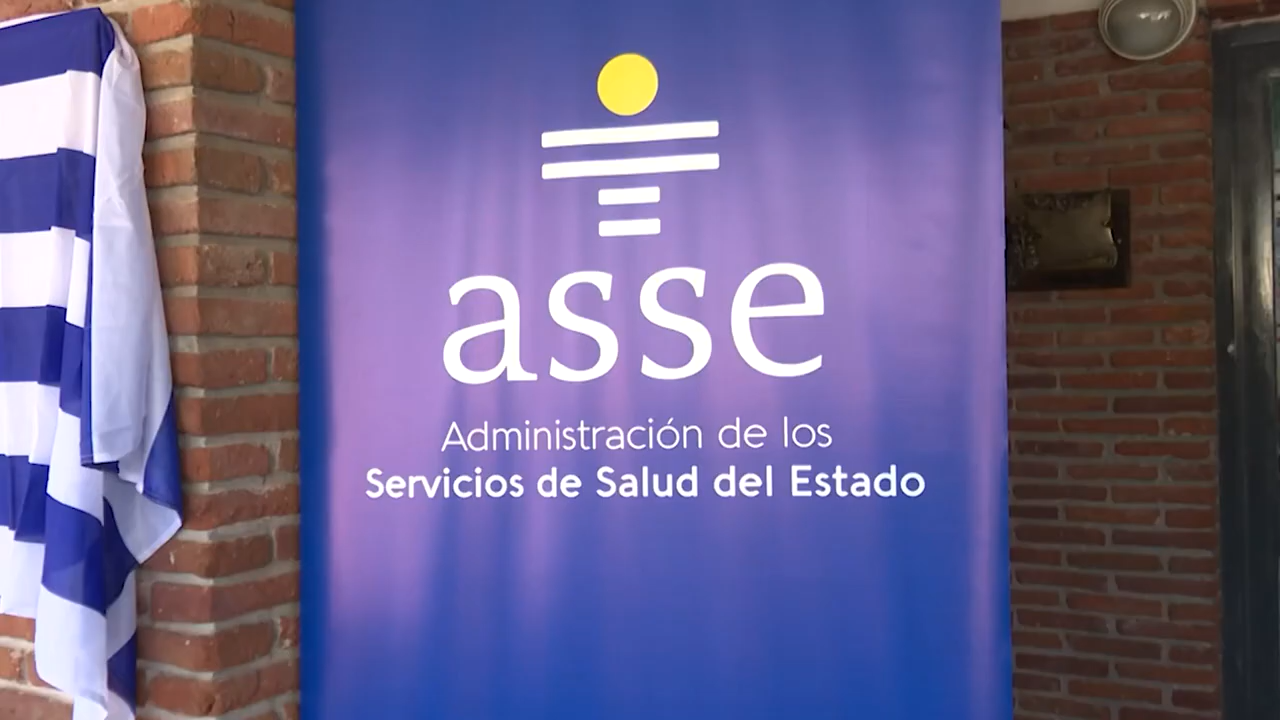 asse
Administración de los
Servicios de Salud del Estado